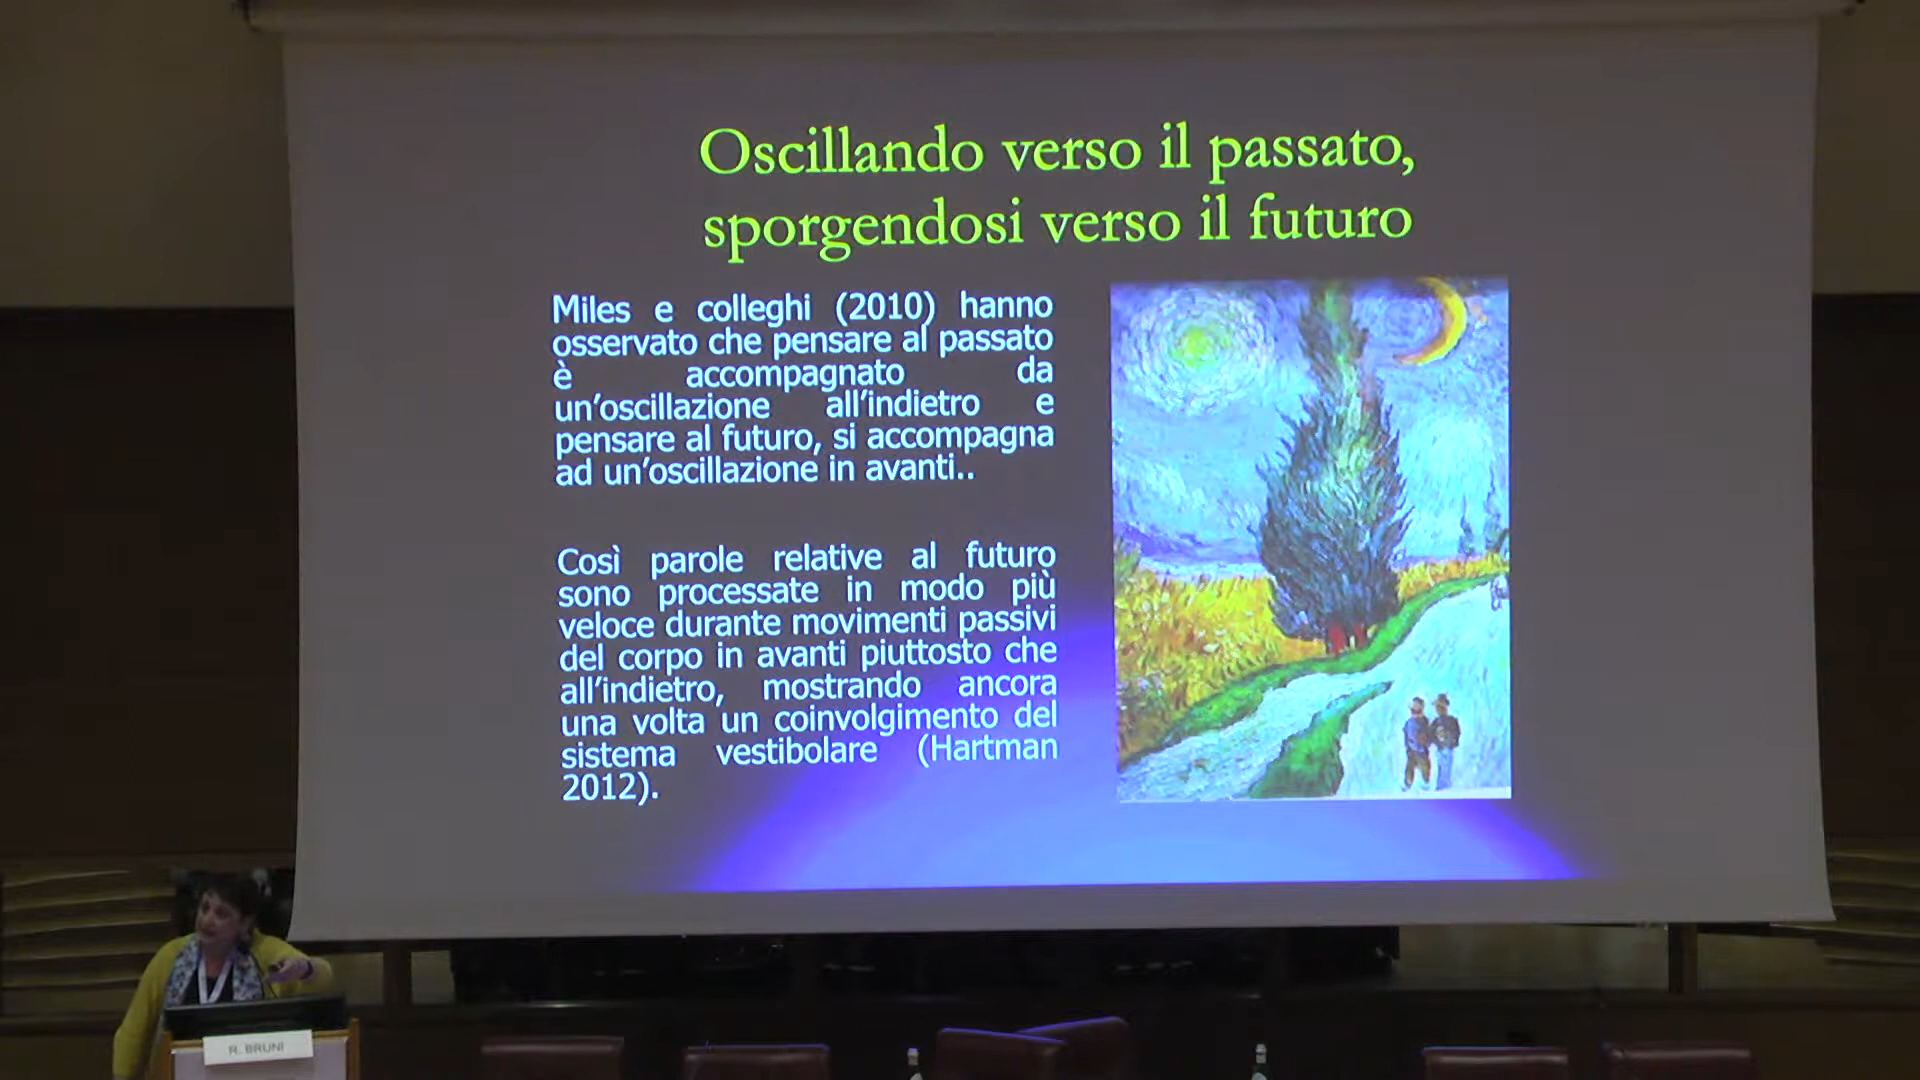 Oscillando verso il passato,
sporgendosi verso il futuro
Miles e colleghi (2010) hanno
osservato che pensare al passato
è accompagnato da
un'oscillazione all'indietro e
pensare al futuro, si accompagna
ad un'oscillazione in avanti..
Così parole relative al futuro
sono processate in modo più
veloce durante movimenti passivi
del corpo in avanti piuttosto che
all'indietro, mostrando ancora
una volta un coinvolgimento del
sistema vestibolare (Hartman
2012).
R. BRUNI